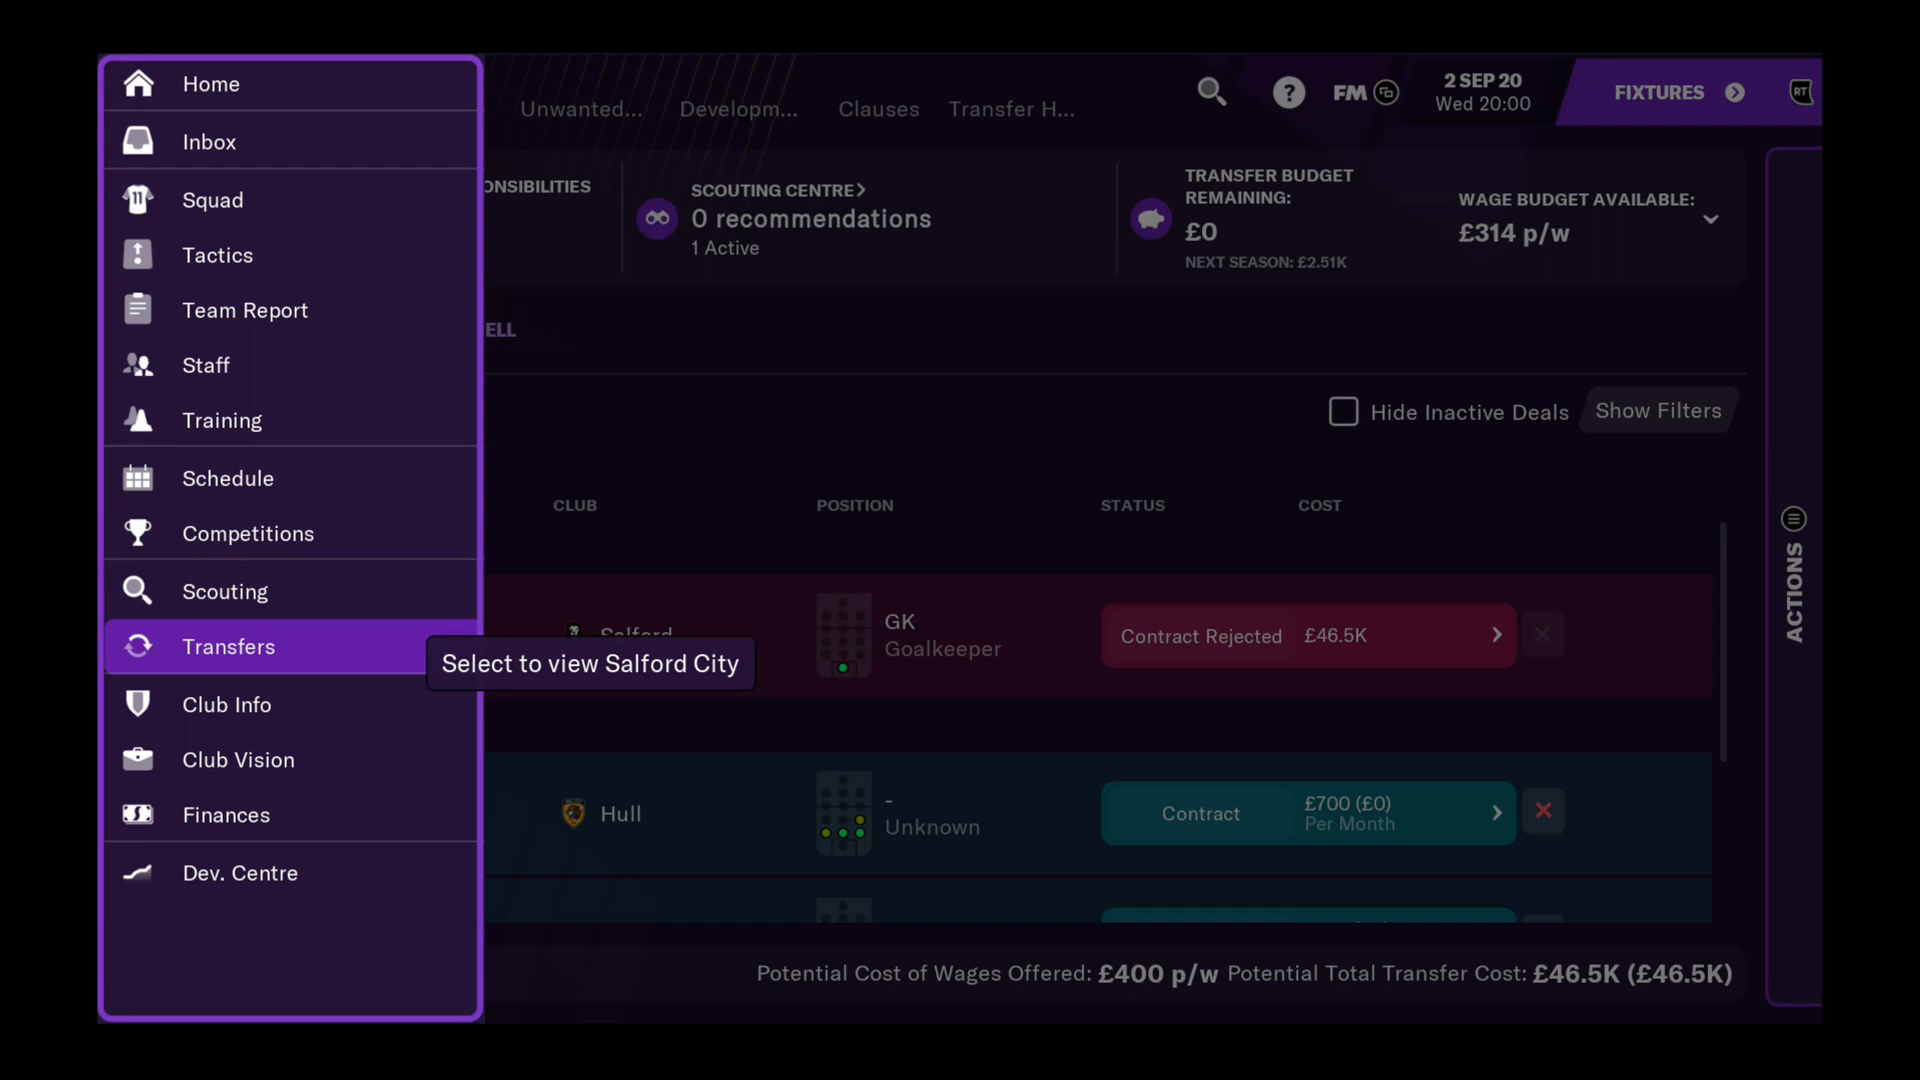 Home
Inbox
Squad
Tactics
Team Report
Staff
Training
Schedule
Competitions
Scouting
Transfers
Club Info
Club Vision
Finances
Dev. Centre
Unwanted...
Developm...
Clauses
Transfer H...
?
FM
2 SEP 20
Wed 20:00
FIXTURES
RT
ONSIBILITIES
SCOUTING CENTRE
0 recommendations
1 Active
TRANSFER BUDGET
REMAINING:
£0
NEXT SEASON: £2.51K
WAGE BUDGET AVAILABLE:
£314 p/w
ELL
Hide Inactive Deals
Show Filters
CLUB
POSITION
STATUS
COST
Salford
GK
Goalkeeper
Contract Rejected
£46.5K
Select to view Salford City
Hull
-
Unknown
Contract
£700 (£0)
Per Month
Potential Cost of Wages Offered: £400 p/w Potential Total Transfer Cost: £46.5K (£46.5K)
ACTIONS